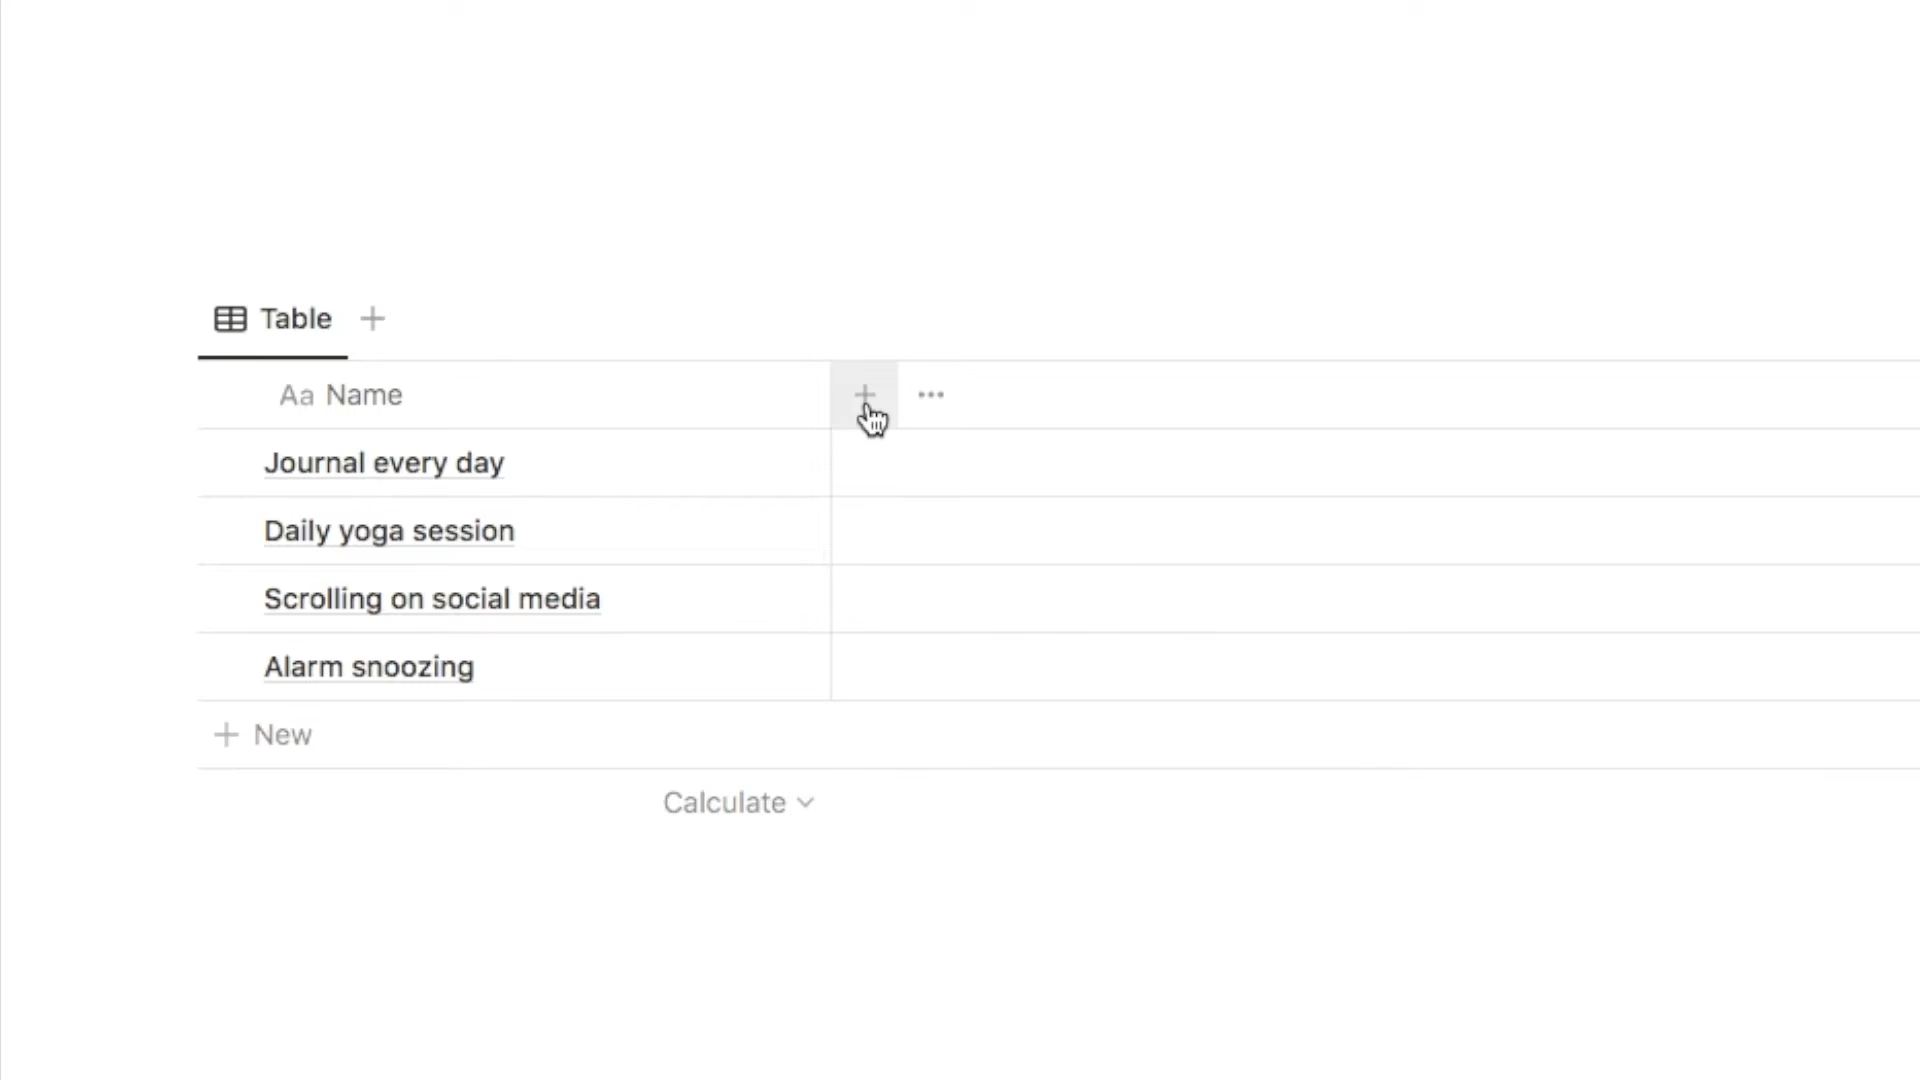 Table
Aa Name
Journal every day
Daily yoga session
Scrolling on social media
Alarm snoozing
New
Calculate